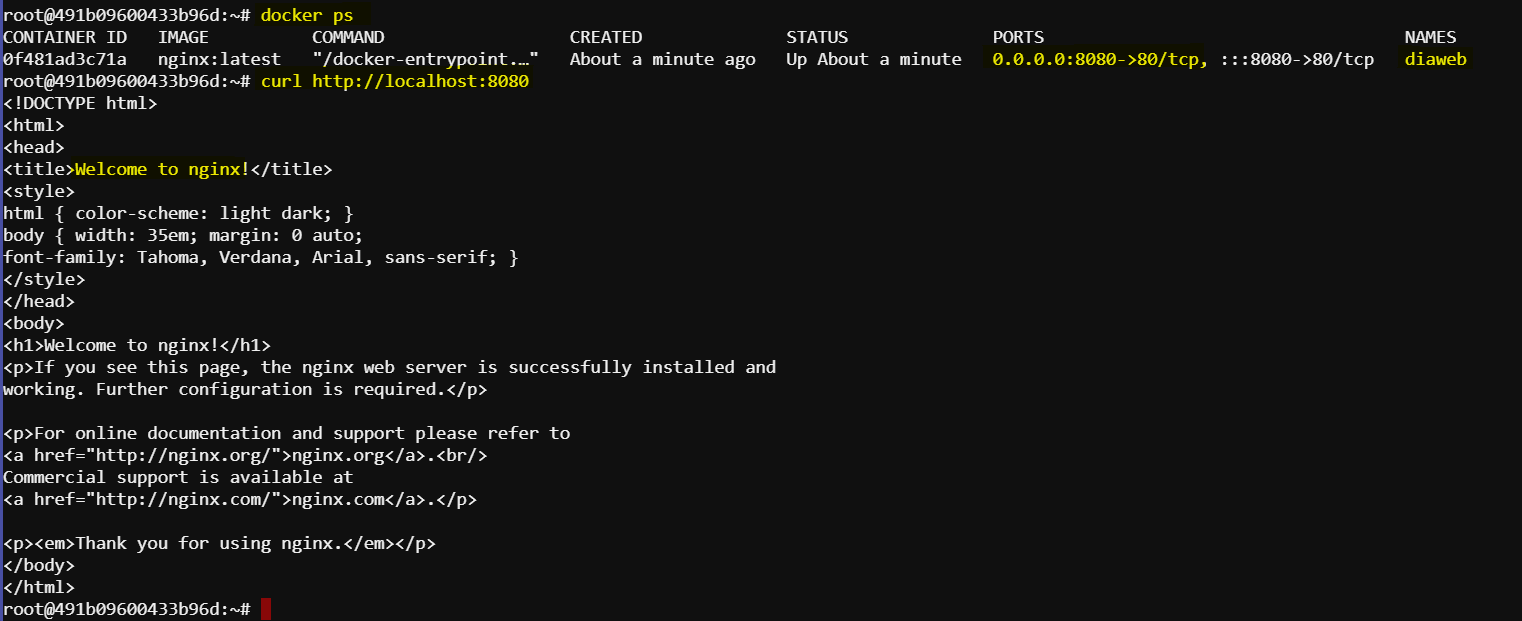 root@491b09600433b96d:~# docker ps
CONTAINER ID   IMAGE          COMMAND                  CREATED              STATUS              PORTS                                   NAMES
0f481ad3c71a   nginx:latest   "/docker-entrypoint.…"   About a minute ago   Up About a minute   0.0.0.0:8080->80/tcp, :::8080->80/tcp   diaweb
root@491b09600433b96d:~# curl http://localhost:8080
<!DOCTYPE html>
<html>
<head>
<title>Welcome to nginx!</title>
<style>
html { color-scheme: light dark; }
body { width: 35em; margin: 0 auto;
font-family: Tahoma, Verdana, Arial, sans-serif; }
</style>
</head>
<body>
<h1>Welcome to nginx!</h1>
<p>If you see this page, the nginx web server is successfully installed and
working. Further configuration is required.</p>

<p>For online documentation and support please refer to
<a href="http://nginx.org/">nginx.org</a>.<br/>
Commercial support is available at
<a href="http://nginx.com/">nginx.com</a>.</p>

<p><em>Thank you for using nginx.</em></p>
</body>
</html>
root@491b09600433b96d:~#